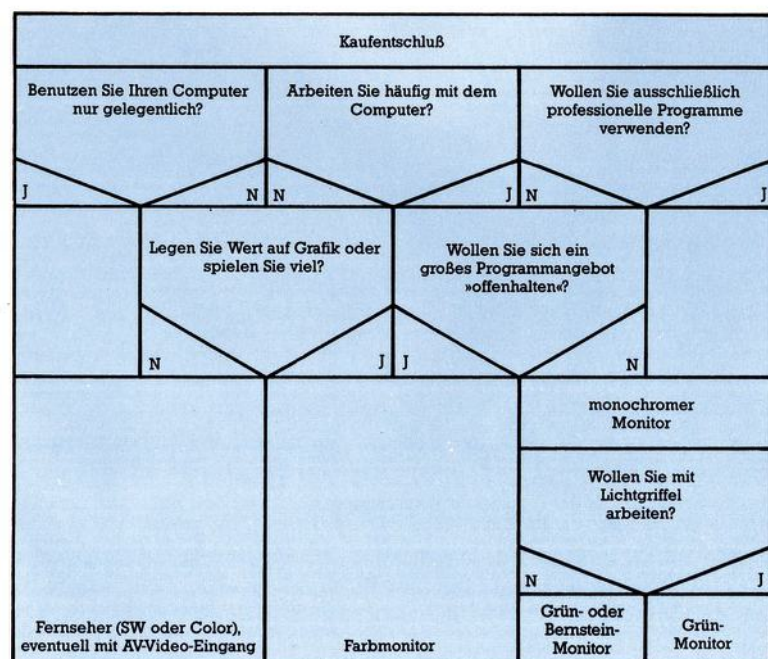 Kaufentschluß
Benutzen Sie Ihren Computer
nur gelegentlich?
Arbeiten Sie häufig mit dem
Computer?
Wollen Sie ausschließlich
professionelle Programme
verwenden?
J
N
N
J
N
J
Legen Sie Wert auf Grafik oder
spielen Sie viel?
Wollen Sie sich ein
großes Programmangebot
»offenhalten«?
N
J
J
N
monochromer
Monitor
Wollen Sie mit
Lichtgriffel
arbeiten?
N
J
Fernseher (SW oder Color),
eventuell mit AV-Video-Eingang
Farbmonitor
Grün- oder
Bernstein-
Monitor
Grün-
Monitor